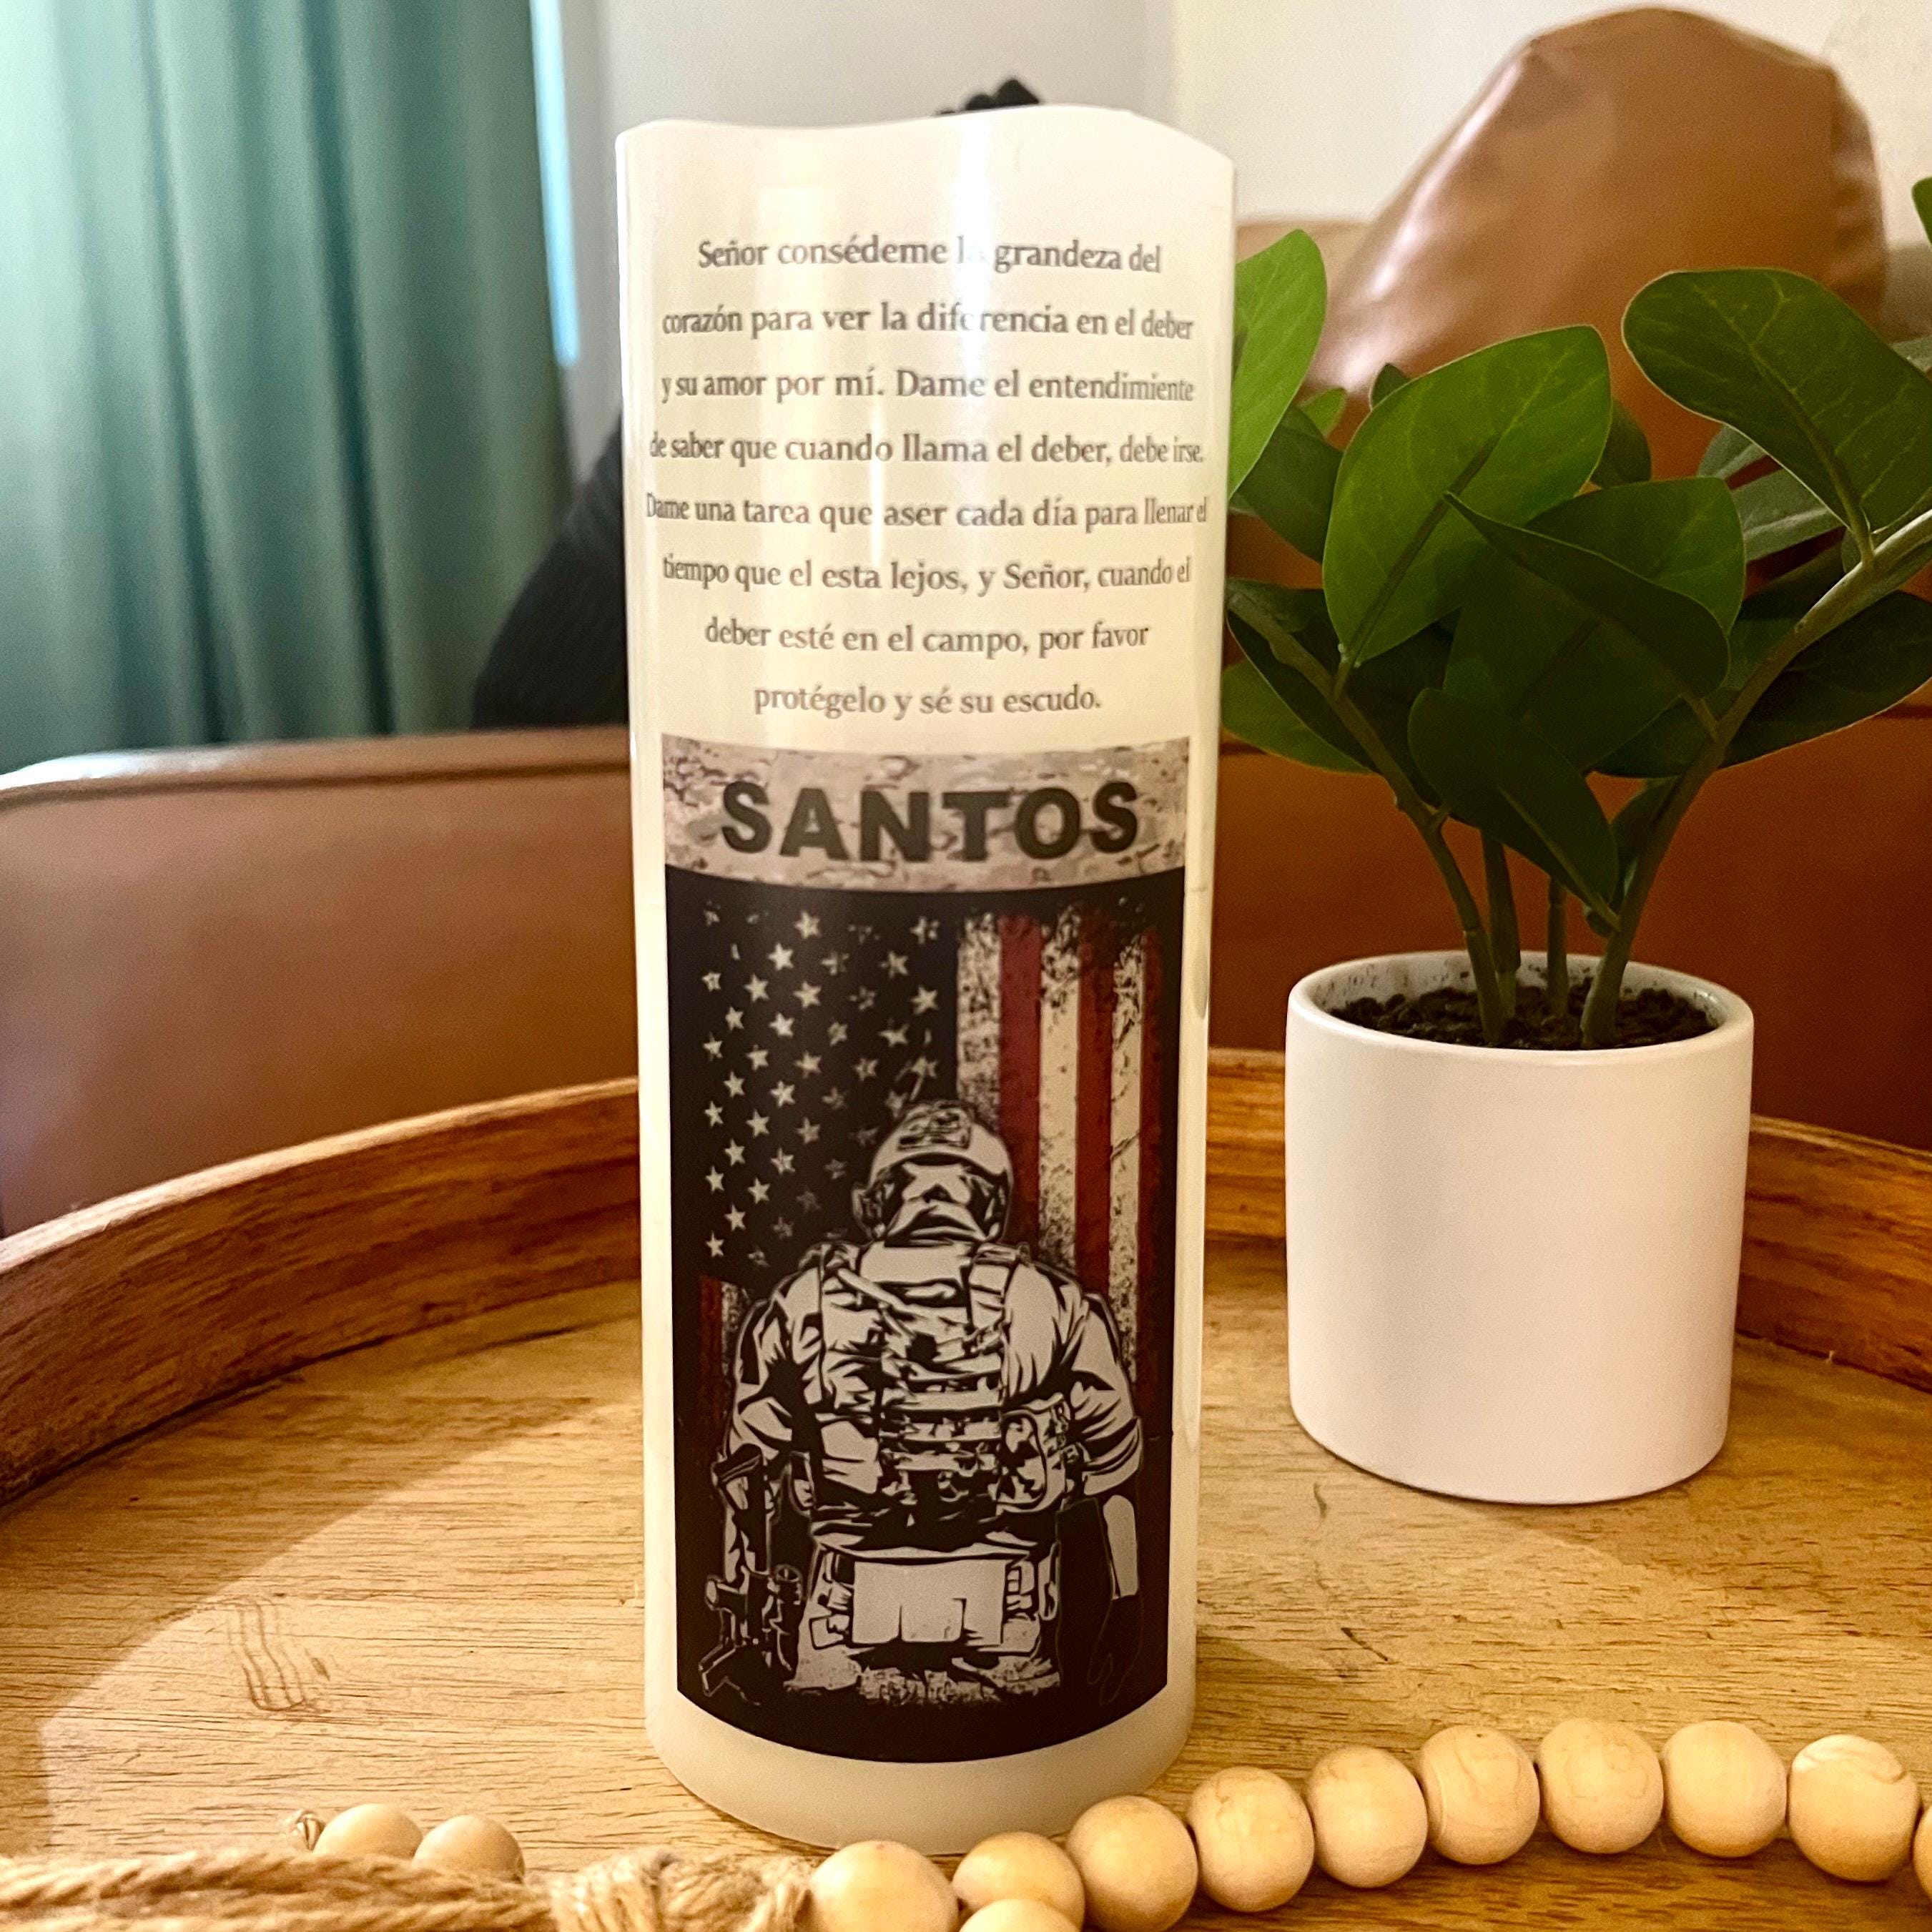 Señor consédeme la grandeza del
corazón para ver la diferencia en el deber
y su amor por mí. Dame el entendimiente
de saber que cuando llama el deber, debe irse.
Dame una tarea que aser cada día para llenar el
tiempo que el esta lejos, y Señor, cuando el
deber esté en el campo, por favor
protégelo y sé su escudo.
SANTOS